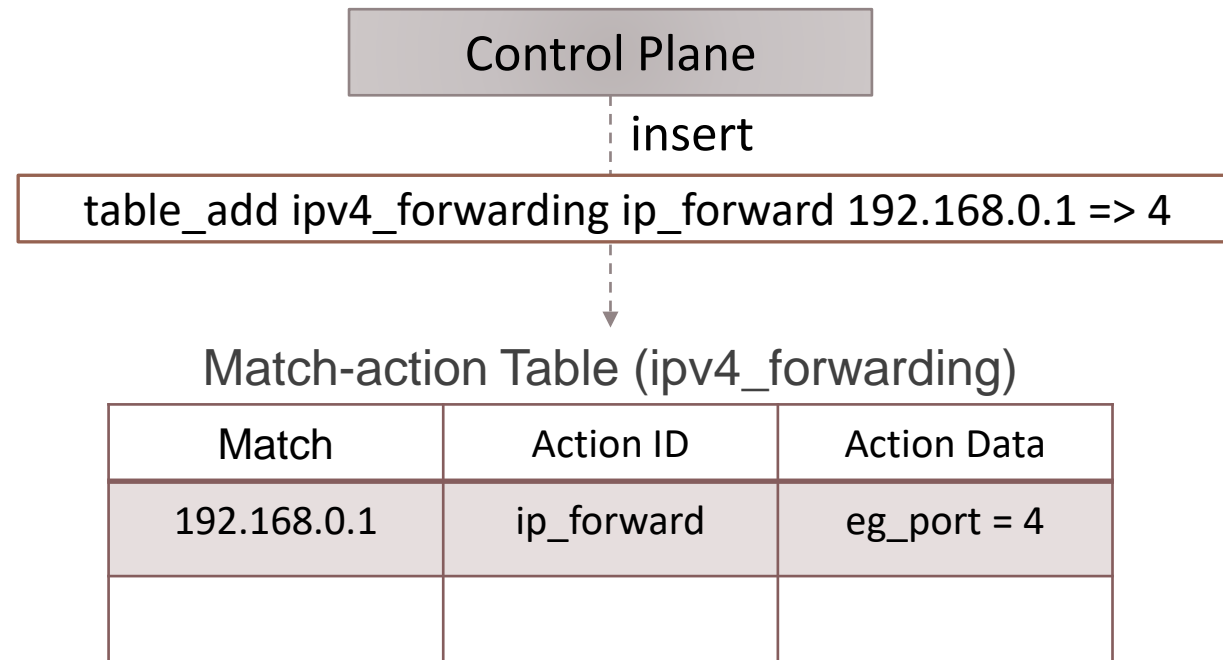 Control Plane
insert
table_add ipv4_forwarding ip_forward 192.168.0.1 => 4
Match-action Table (ipv4_forwarding)
Match Action ID Action Data
192.168.0.1 ip_forward eg_port = 4